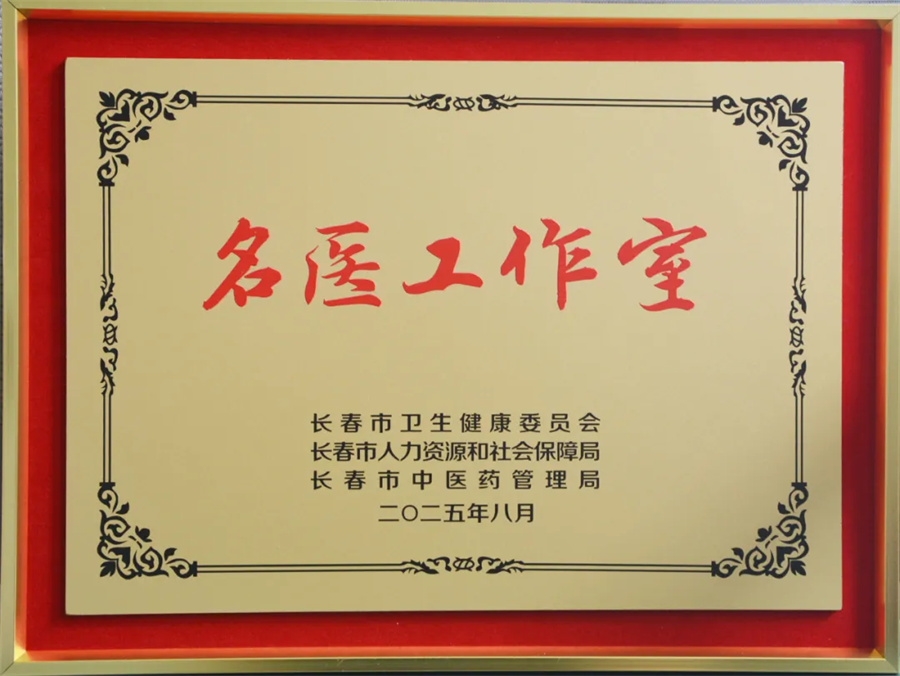 名医工作室
长春市卫生健康委员会
长春市人力资源和社会保障局
长春市中医药管理局
二〇二五年八月